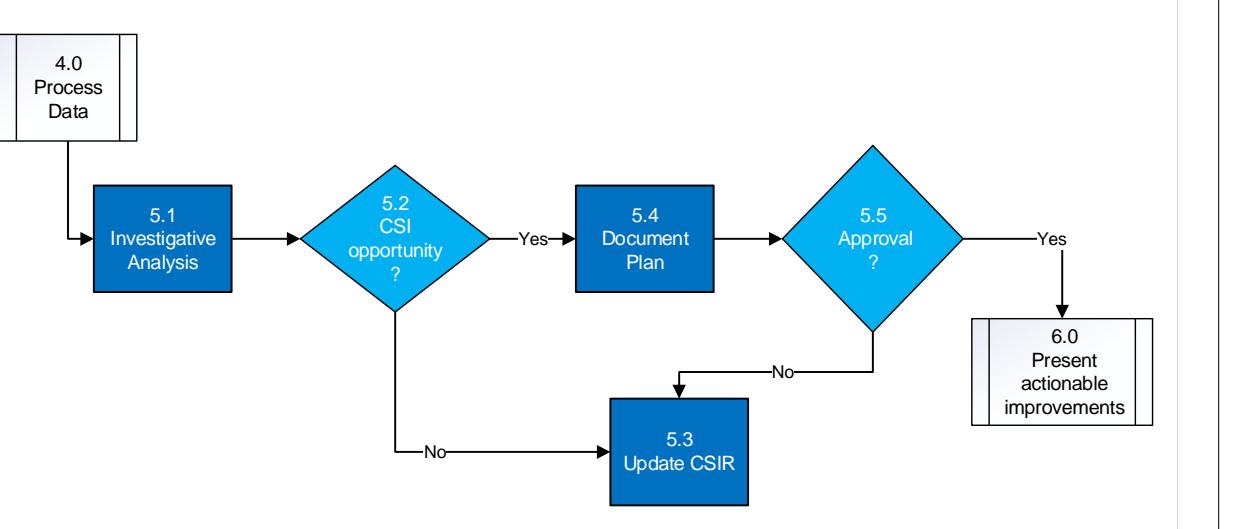 4.0
Process
Data
5.1
Investigative
Analysis
5.2
CSI
opportunity
?
Yes
5.4
Document
Plan
5.5
Approval
?
Yes
6.0
Present
actionable
improvements
No
No
5.3
Update CSIR